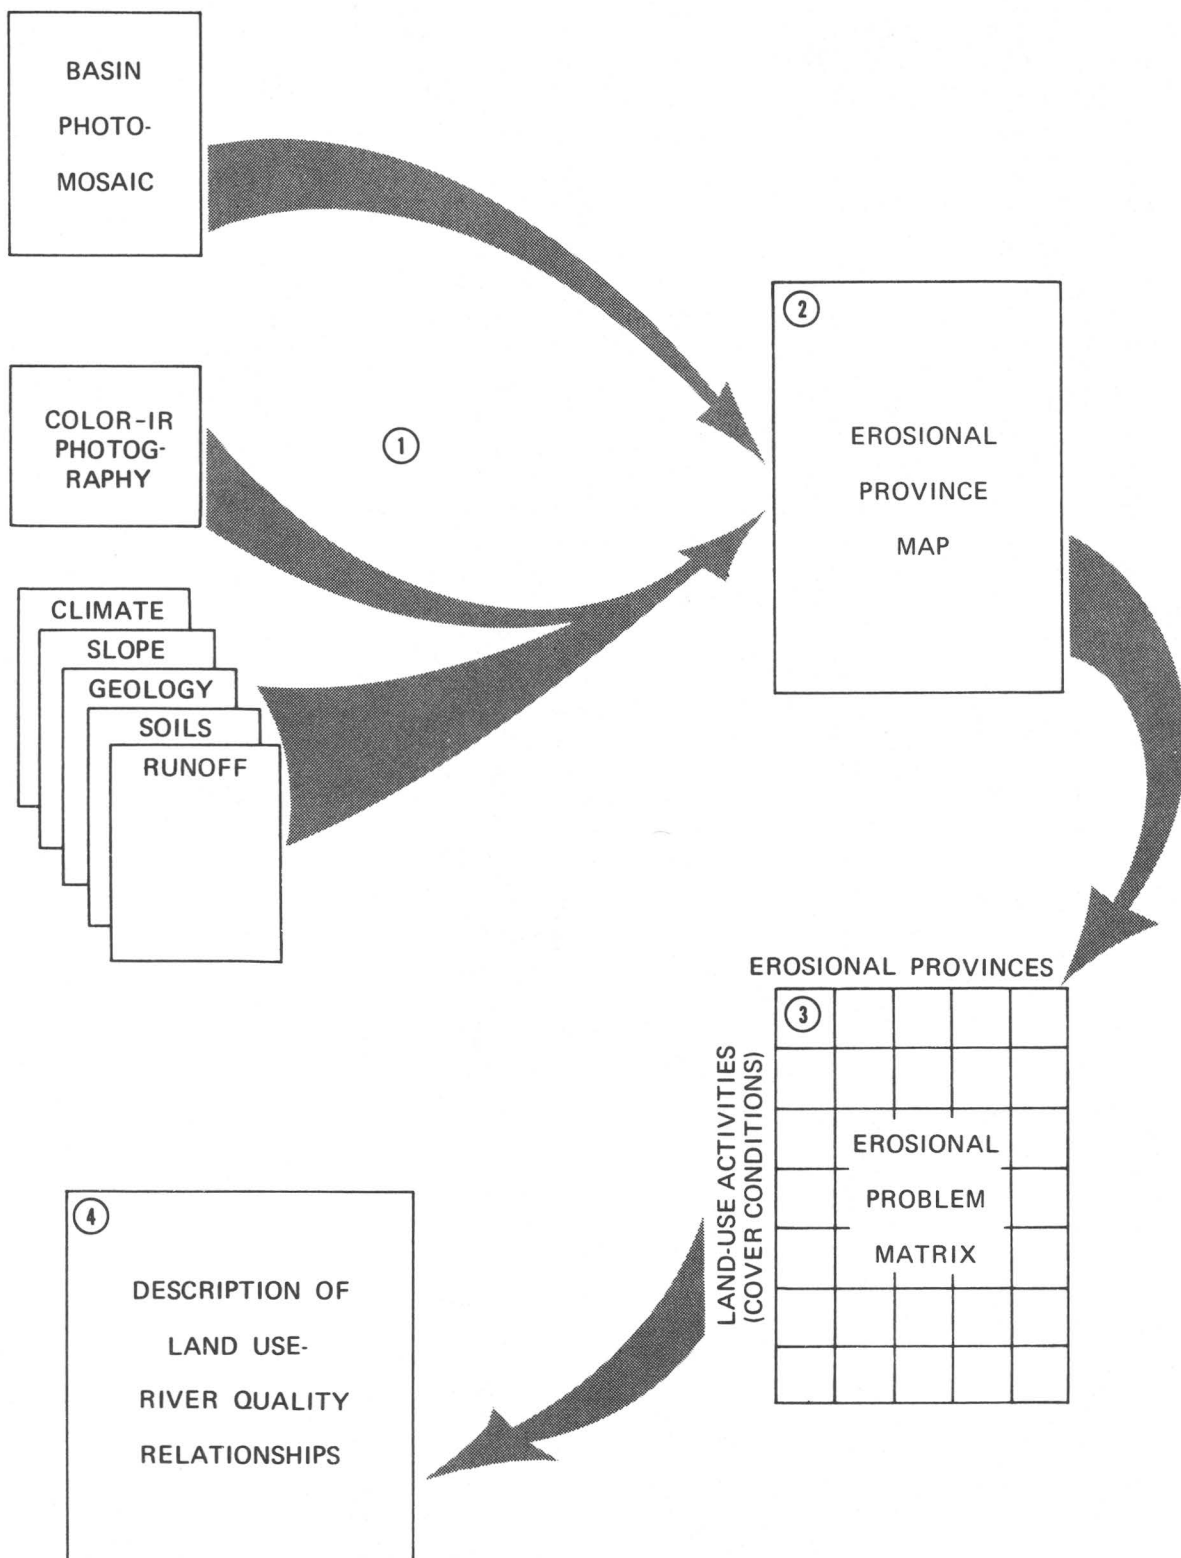 BASIN
PHOTO-
MOSAIC
COLOR-IR
PHOTOG-
RAPHY
1
CLIMATE
SLOPE
GEOLOGY
SOILS
RUNOFF
2
EROSIONAL
PROVINCE
MAP
EROSIONAL PROVINCES
LAND-USE ACTIVITIES
(COVER CONDITIONS)
3
EROSIONAL
PROBLEM
MATRIX
4
DESCRIPTION OF
LAND USE-
RIVER QUALITY
RELATIONSHIPS